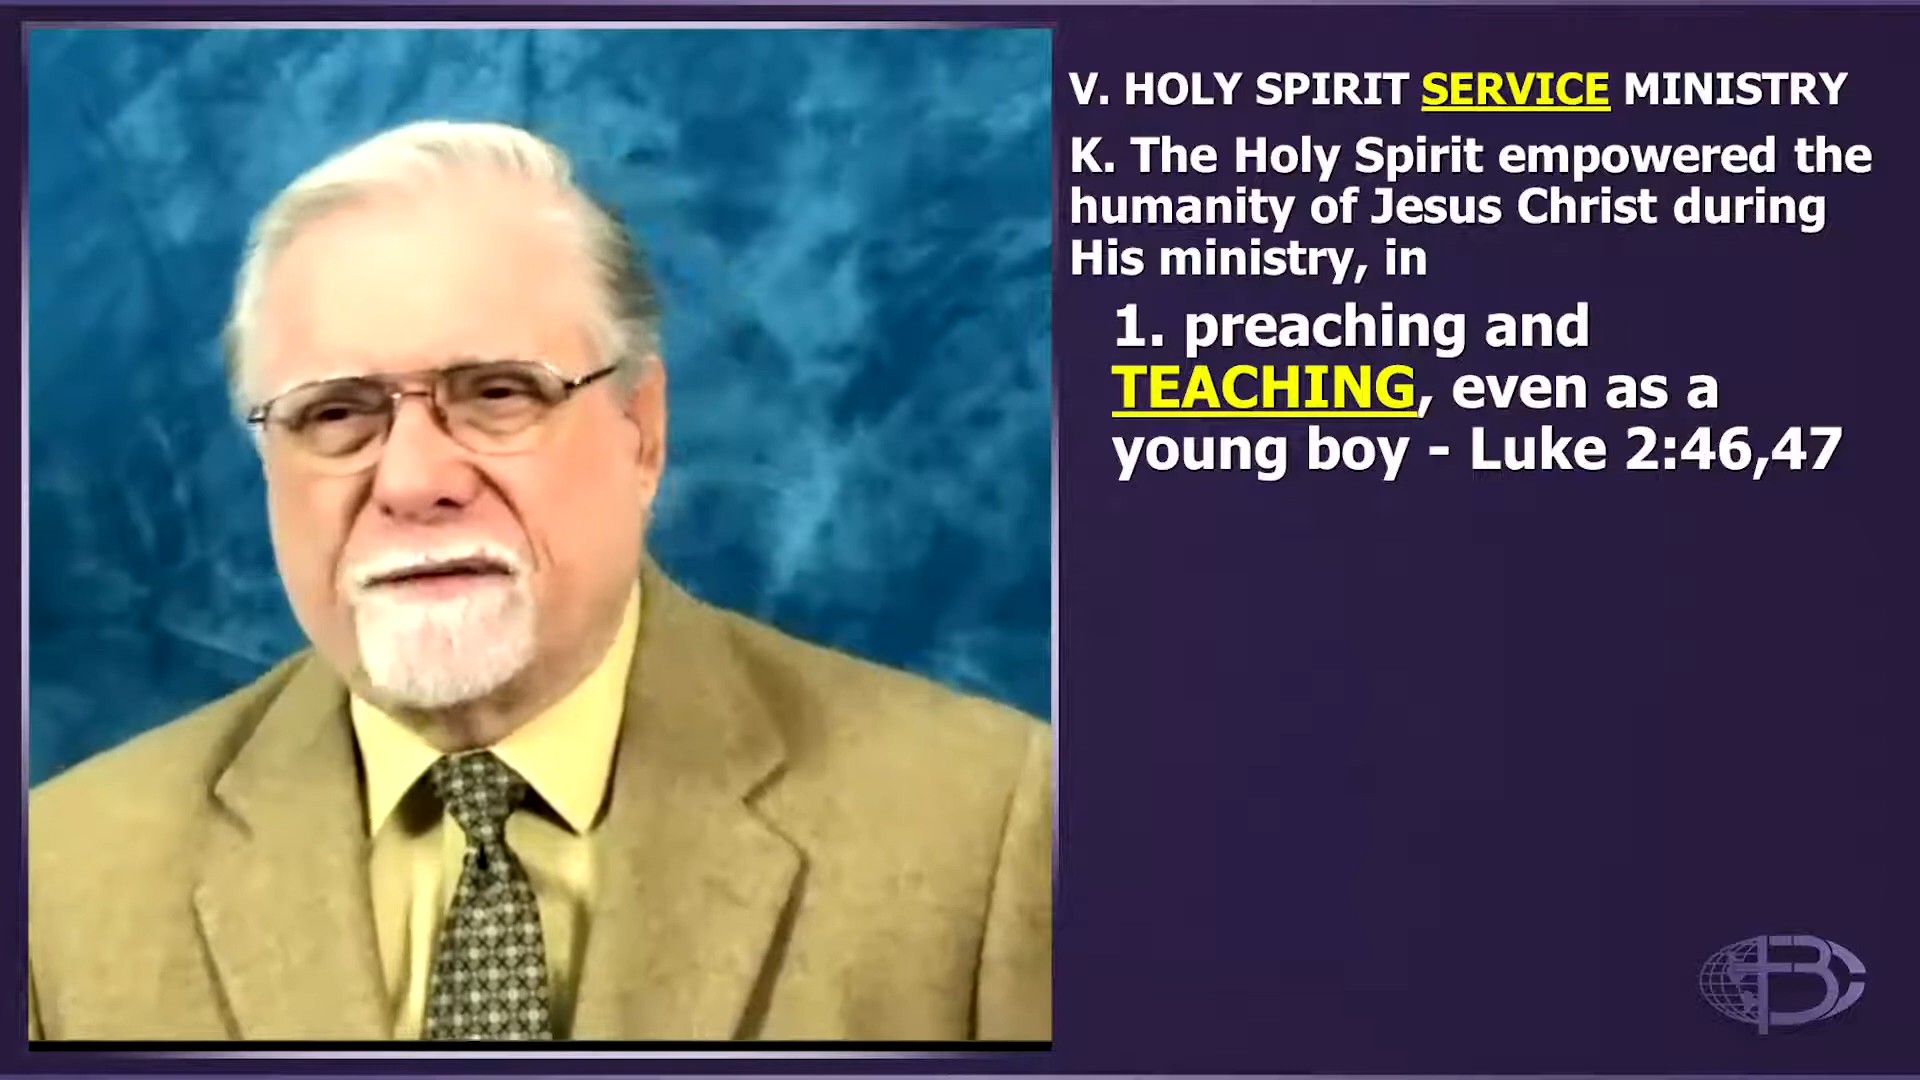 V. HOLY SPIRIT SERVICE MINISTRY
K. The Holy Spirit empowered the
humanity of Jesus Christ during
His ministry, in
1. preaching and
TEACHING, even as a
young boy - Luke 2:46,47